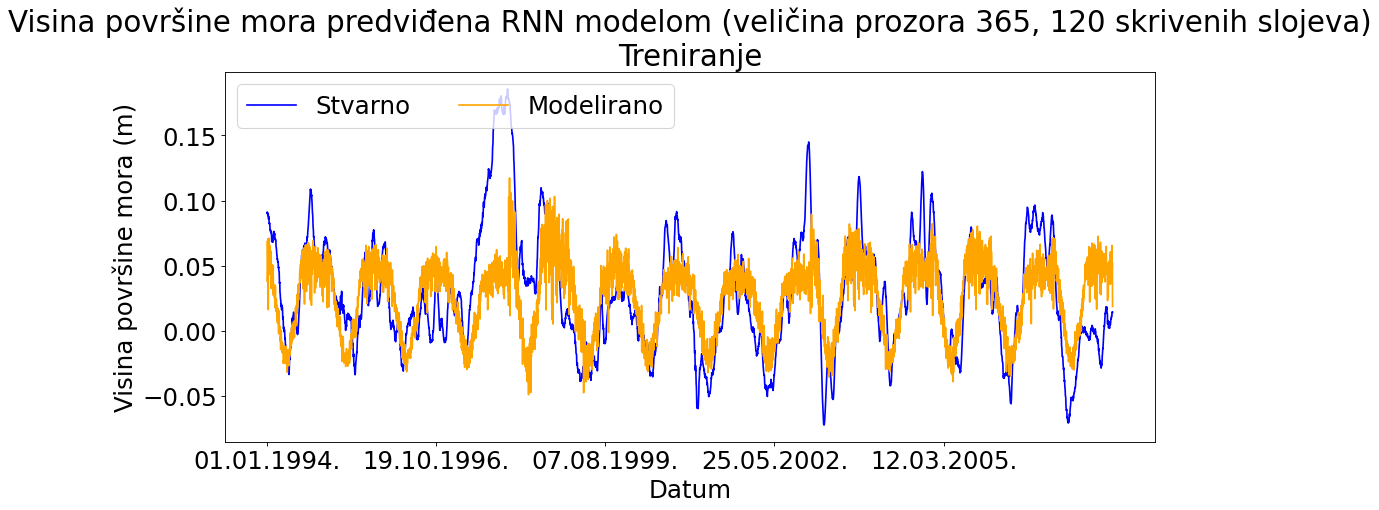 Visina površine mora predviđena RNN modelom (veličina prozora 365, 120 skrivenih slojeva)
Treniranje
Stvarno
Modelirano
Visina površine mora (m)
0.15
0.10
0.05
0.00
−0.05
01.01.1994.
19.10.1996.
07.08.1999.
25.05.2002.
12.03.2005.
Datum